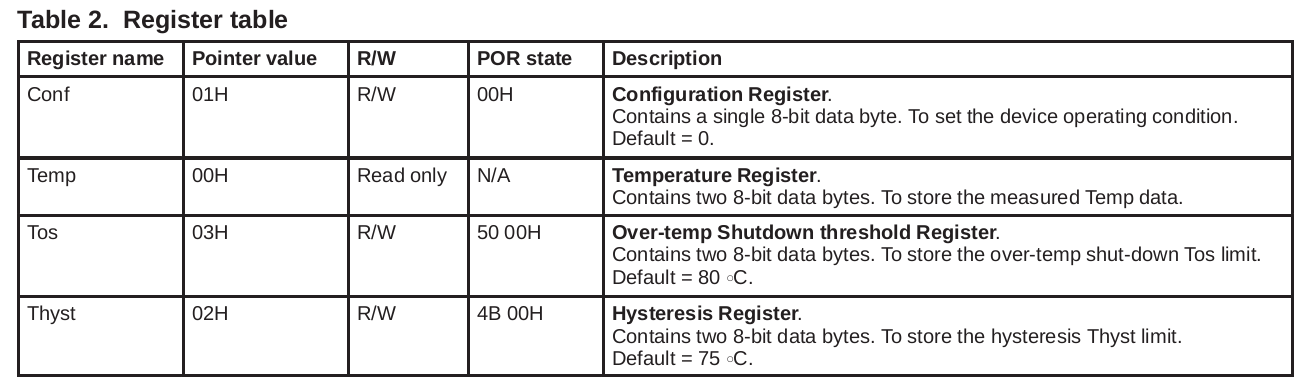 Table 2. Register table
Register name Pointer value R/W POR state Description
Conf 01H R/W 00H Configuration Register.
Contains a single 8-bit data byte. To set the device operating condition.
Default = 0.
Temp 00H Read only N/A Temperature Register.
Contains two 8-bit data bytes. To store the measured Temp data.
Tos 03H R/W 50 00H Over-temp Shutdown threshold Register.
Contains two 8-bit data bytes. To store the over-temp shut-down Tos limit.
Default = 80 ○C.
Thyst 02H R/W 4B 00H Hysteresis Register.
Contains two 8-bit data bytes. To store the hysteresis Thyst limit.
Default = 75 ○C.